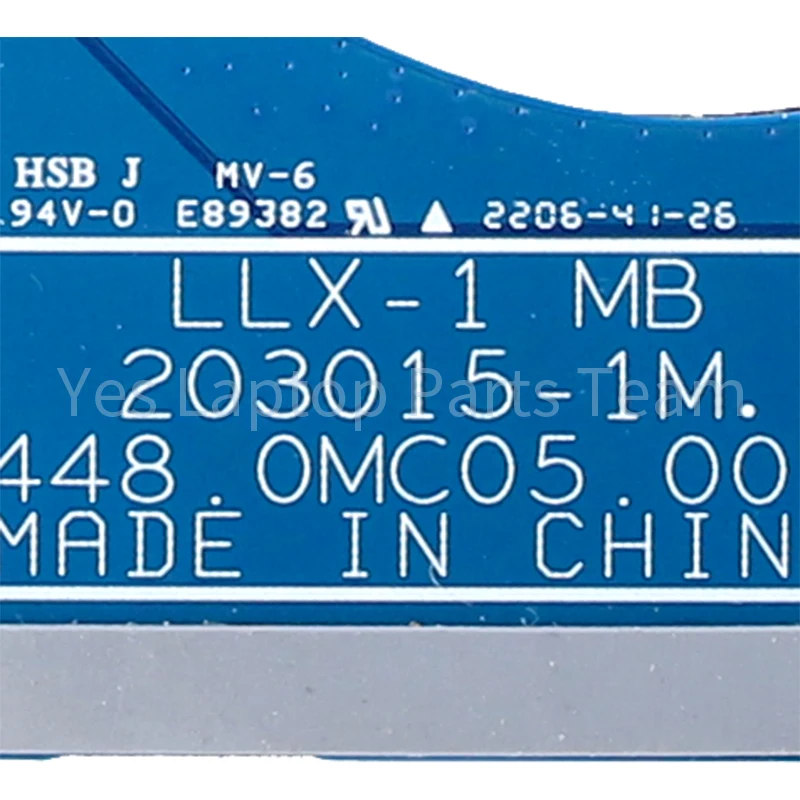 HSB J MV-6
94V-0 E89382 ▲ 2206-41-26
LLX-1 MB
203015-1M.
Yes Laptop Parts Team
448.0MC05.00
MADE IN CHIN